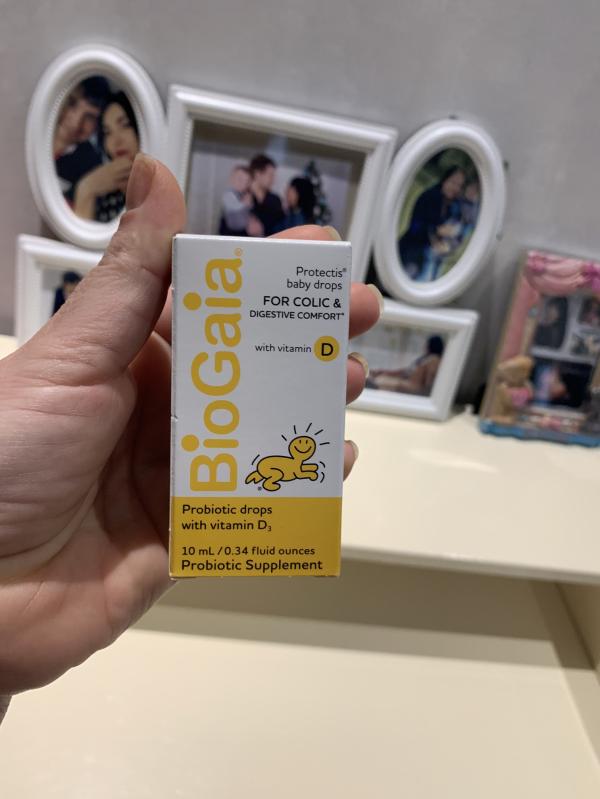 BioGaia®
Protectis®
baby drops
FOR COLIC &
DIGESTIVE COMFORT*
with vitamin D
Probiotic drops
with vitamin D₃
10 mL / 0.34 fluid ounces
Probiotic Supplement